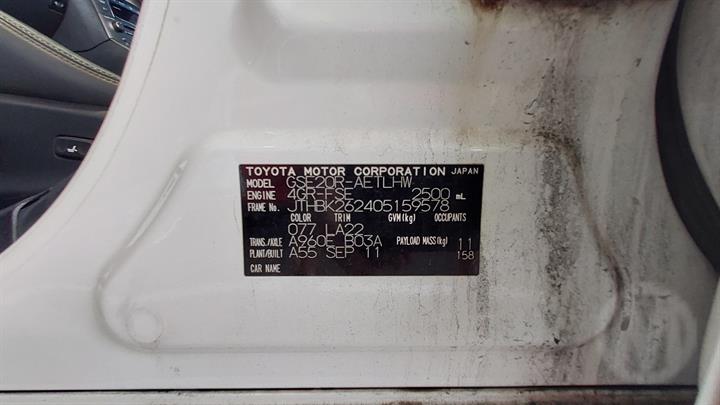 TOYOTA MOTOR CORPORATION JAPAN
MODEL GSE20R-AETLHW
ENGINE 4GR-FSE 2500 mL
FRAME No. JTHBK262405159578
COLOR TRIM GVM(kg) OCCUPANTS
077 LA22
TRANS./AXLE A960E B03A PAYLOAD MASS(kg) 11
PLANT/BUILT A55 SEP 11 158
CAR NAME